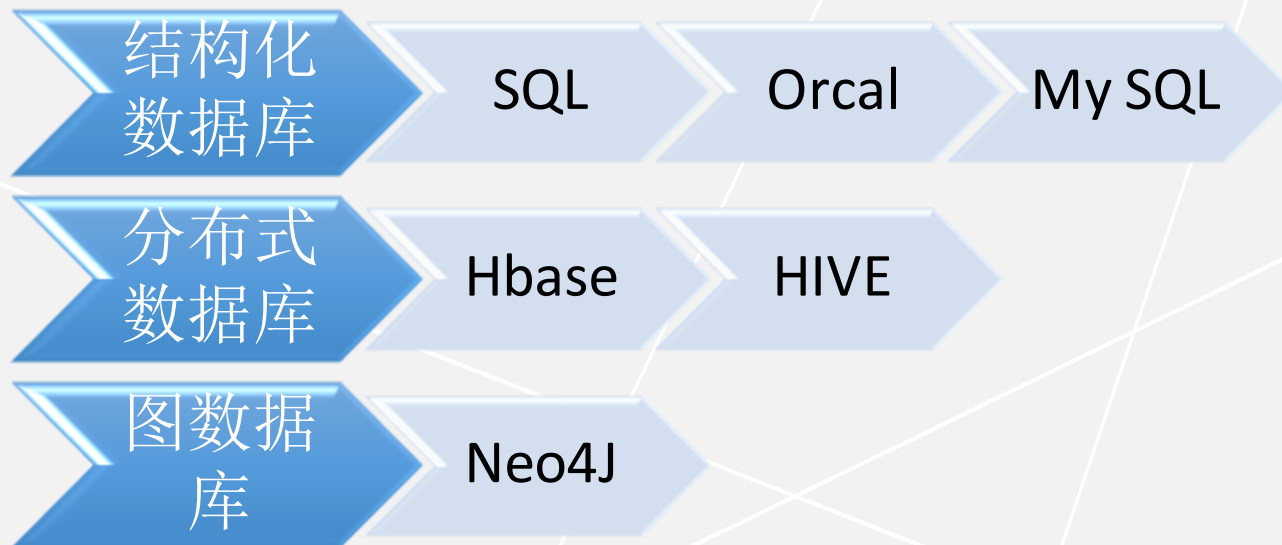 结构化
数据库
SQL
Orcal
My SQL
分布式
数据库
Hbase
HIVE
图数据
库
Neo4J